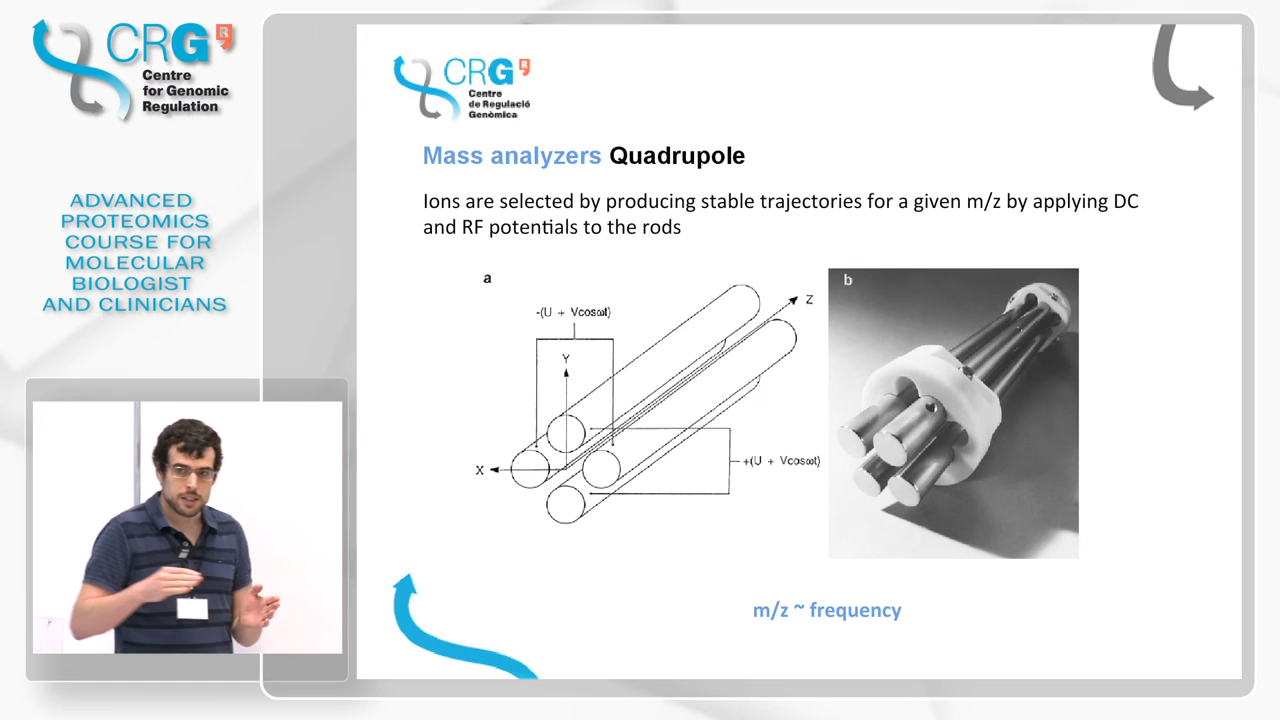 CRG
Centre
for Genomic
Regulation
ADVANCED
PROTEOMICS
COURSE FOR
MOLECULAR
BIOLOGIST
AND CLINICIANS
CRG
Centre
de Regulació
Genòmica
Mass analyzers Quadrupole
Ions are selected by producing stable trajectories for a given m/z by applying DC
and RF potentials to the rods
a
b
-(U + Vcosωt)
Z
Y
X
+(U + Vcosωt)
m/z ~ frequency